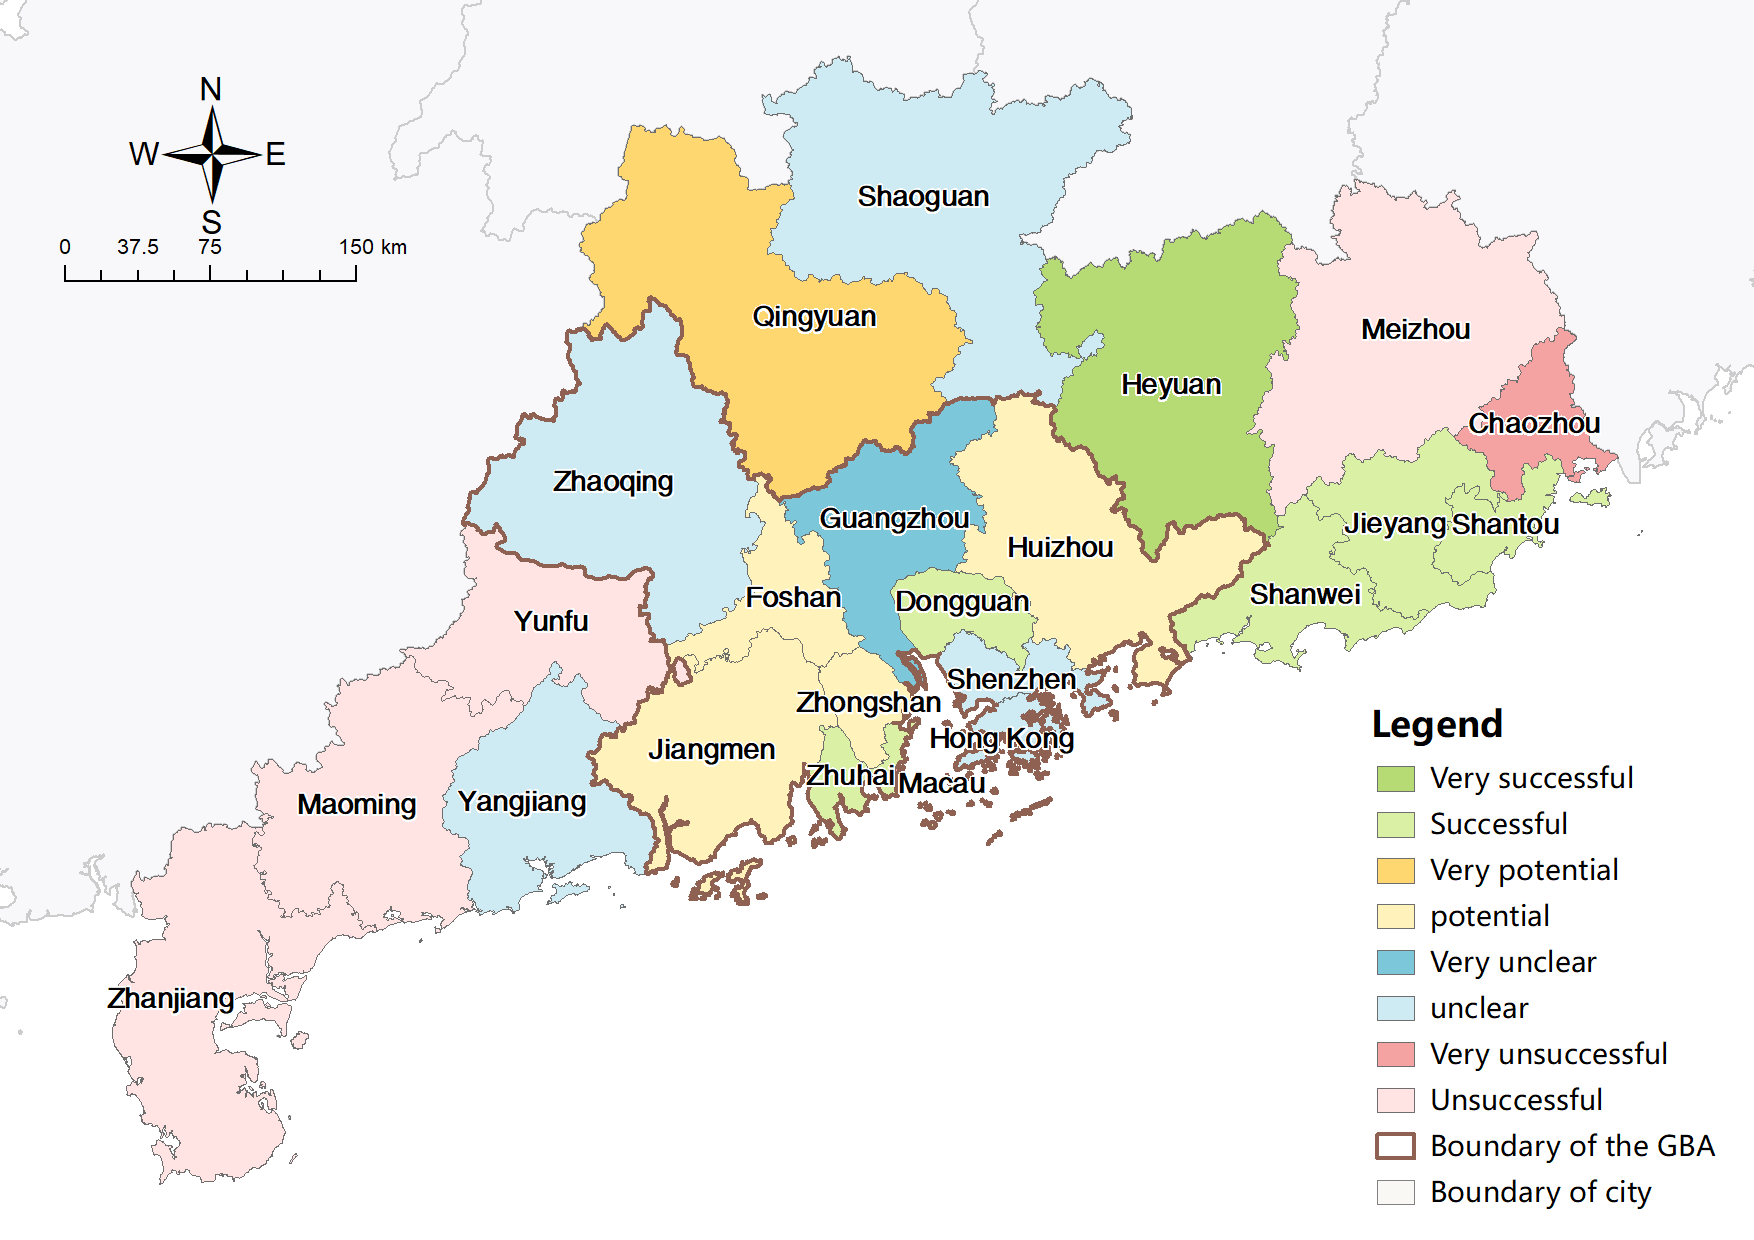 N
W E
S
0 37.5 75 150 km
Shaoguan
Qingyuan
Meizhou
Heyuan
Chaozhou
Zhaoqing
Guangzhou
Jieyang Shantou
Huizhou
Foshan
Dongguan
Shanwei
Yunfu
Shenzhen
Zhongshan
Hong Kong
Jiangmen
Zhuhai
Macau
Maoming
Yangjiang
Zhanjiang
Legend
Very successful
Successful
Very potential
potential
Very unclear
unclear
Very unsuccessful
Unsuccessful
Boundary of the GBA
Boundary of city